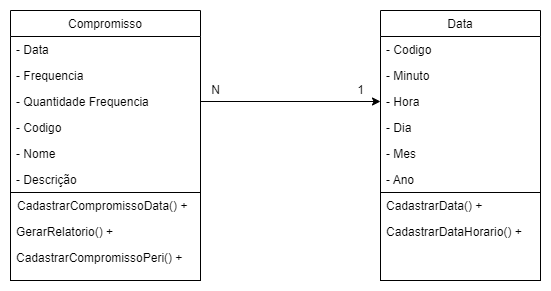 Compromisso
- Data
- Frequencia
- Quantidade Frequencia
- Codigo
- Nome
- Descrição
CadastrarCompromissoData() +
GerarRelatorio() +
CadastrarCompromissoPeri() +
N
1
Data
- Codigo
- Minuto
- Hora
- Dia
- Mes
- Ano
CadastrarData() +
CadastrarDataHorario() +